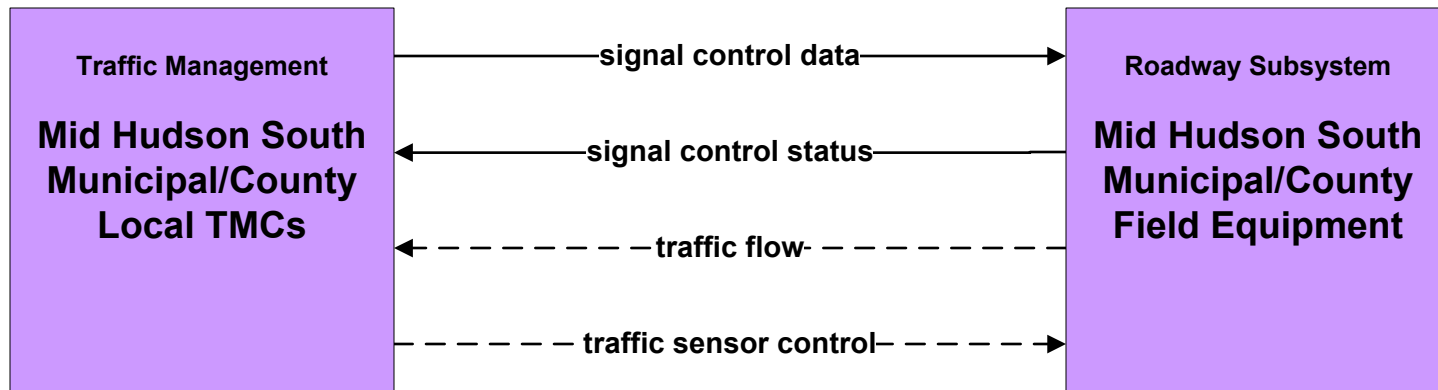 Traffic Management
Mid Hudson South
Municipal/County
Local TMCs
signal control data
signal control status
traffic flow
traffic sensor control
Roadway Subsystem
Mid Hudson South
Municipal/County
Field Equipment